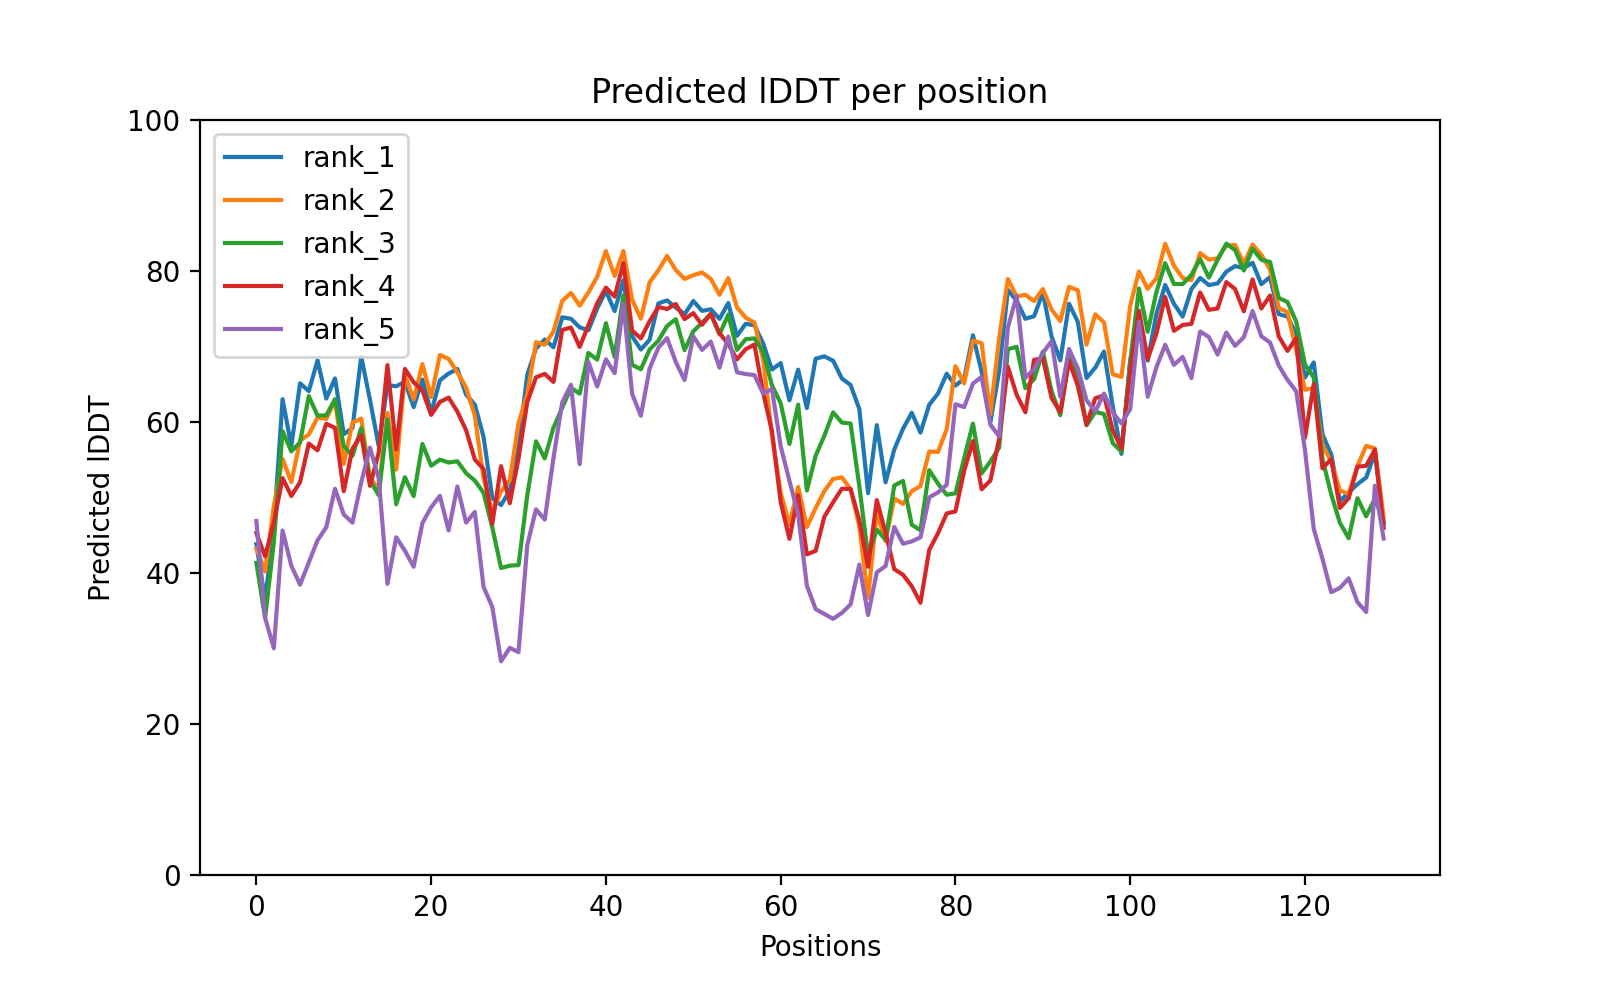 Predicted lDDT per position
100
80
60
40
20
0
Predicted lDDT
rank_1
rank_2
rank_3
rank_4
rank_5
0 20 40 60 80 100 120
Positions